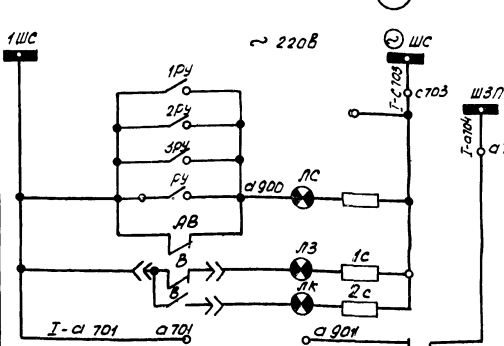 1ШС
~ 220В
~ ШС
1РУ
I-С703
С703
ШЗП
2РУ
3РУ
I-а704
РУ
а900
ЛС
АВ
В
ЛЗ
1с
В
ЛК
2с
I-а 701
а701
а901